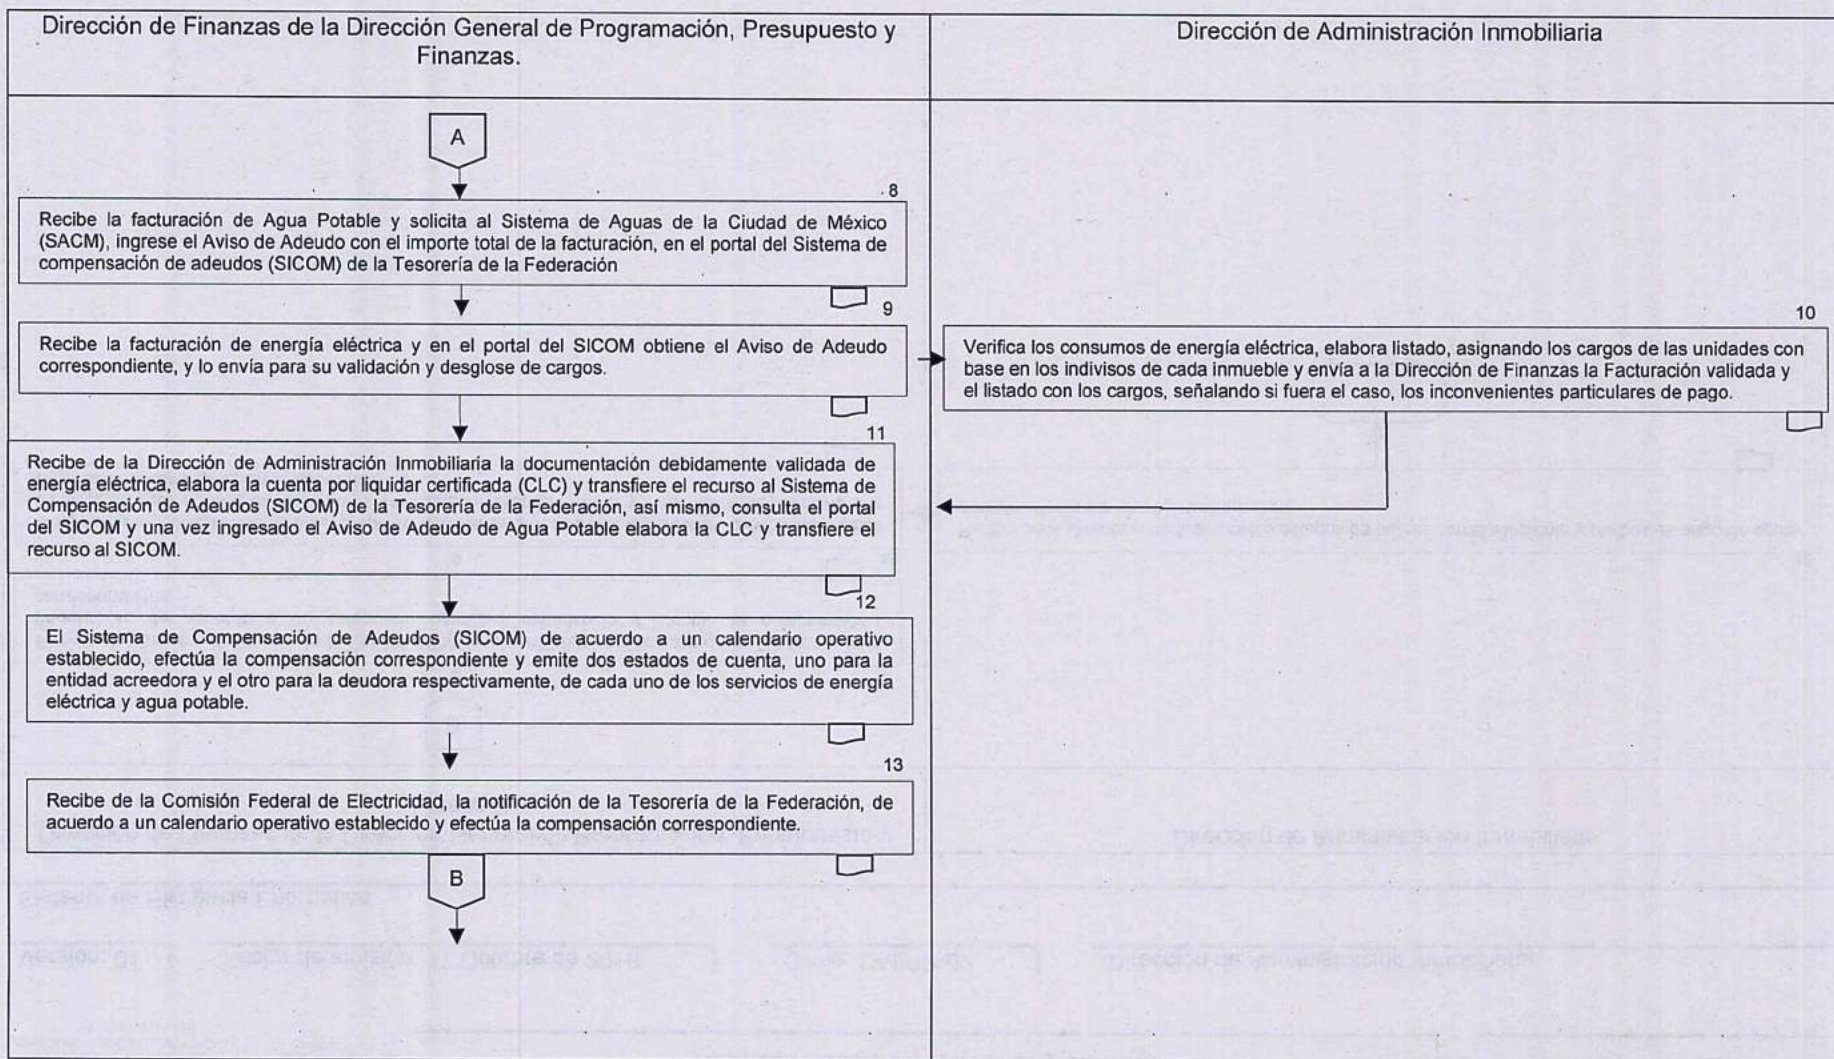 Dirección de Finanzas de la Dirección General de Programación, Presupuesto y
Finanzas.
Dirección de Administración Inmobiliaria
A
8
Recibe la facturación de Agua Potable y solicita al Sistema de Aguas de la Ciudad de México
(SACM), ingrese el Aviso de Adeudo con el importe total de la facturación, en el portal del Sistema de
compensación de adeudos (SICOM) de la Tesorería de la Federación
9
Recibe la facturación de energía eléctrica y en el portal del SICOM obtiene el Aviso de Adeudo
correspondiente, y lo envía para su validación y desglose de cargos.
10
Verifica los consumos de energía eléctrica, elabora listado, asignando los cargos de las unidades con
base en los indivisos de cada inmueble y envía a la Dirección de Finanzas la Facturación validada y
el listado con los cargos, señalando si fuera el caso, los inconvenientes particulares de pago.
11
Recibe de la Dirección de Administración Inmobiliaria la documentación debidamente validada de
energía eléctrica, elabora la cuenta por liquidar certificada (CLC) y transfiere el recurso al Sistema de
Compensación de Adeudos (SICOM) de la Tesorería de la Federación, así mismo, consulta el portal
del SICOM y una vez ingresado el Aviso de Adeudo de Agua Potable elabora la CLC y transfiere el
recurso al SICOM.
12
El Sistema de Compensación de Adeudos (SICOM) de acuerdo a un calendario operativo
establecido, efectúa la compensación correspondiente y emite dos estados de cuenta, uno para la
entidad acreedora y el otro para la deudora respectivamente, de cada uno de los servicios de energía
eléctrica y agua potable.
13
Recibe de la Comisión Federal de Electricidad, la notificación de la Tesorería de la Federación, de
acuerdo a un calendario operativo establecido y efectúa la compensación correspondiente.
B